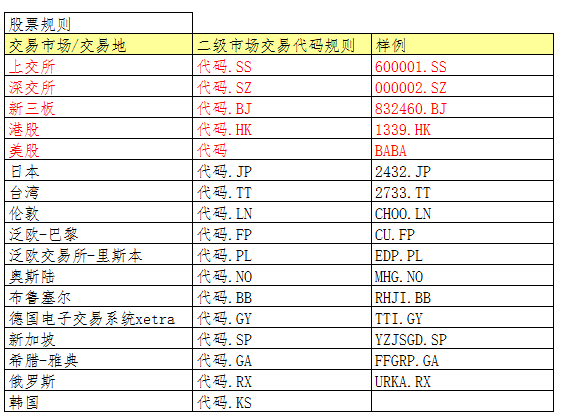 股票规则
交易市场/交易地 二级市场交易代码规则 样例
上交所 代码.SS 600001.SS
深交所 代码.SZ 000002.SZ
新三板 代码.BJ 832460.BJ
港股 代码.HK 1339.HK
美股 代码 BABA
日本 代码.JP 2432.JP
台湾 代码.TT 2733.TT
伦敦 代码.LN CHOO.LN
泛欧-巴黎 代码.FP CU.FP
泛欧交易所-里斯本 代码.PL EDP.PL
奥斯陆 代码.NO MHG.NO
布鲁塞尔 代码.BB RHJI.BB
德国电子交易系统xetra 代码.GY TTI.GY
新加坡 代码.SP YZJSGD.SP
希腊-雅典 代码.GA FFGRP.GA
俄罗斯 代码.RX URKA.RX
韩国 代码.KS